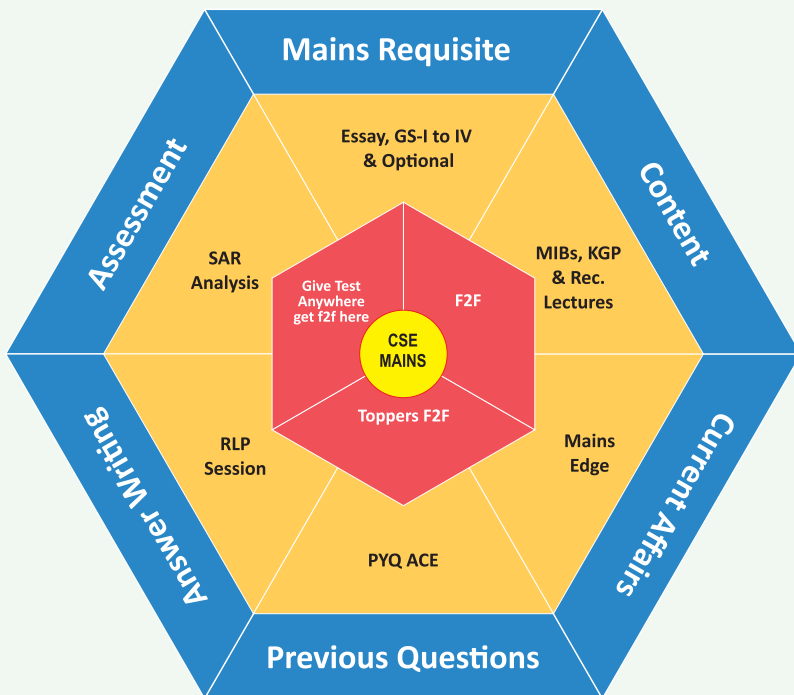 Mains Requisite
Essay, GS-I to IV
& Optional
Assessment
Content
SAR
Analysis
MIBs, KGP
& Rec.
Lectures
Give Test
Anywhere
get f2f here
F2F
CSE
MAINS
Toppers F2F
RLP
Session
Mains
Edge
Answer Writing
Current Affairs
PYQ ACE
Previous Questions